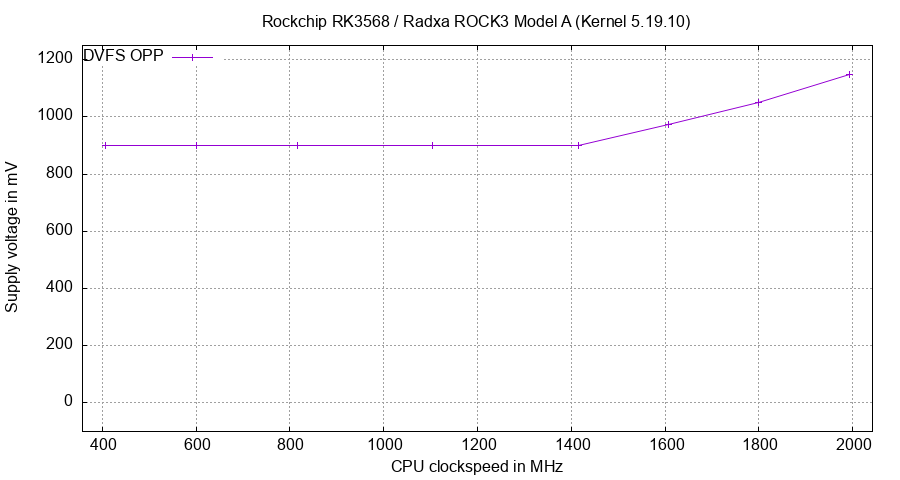 Rockchip RK3568 / Radxa ROCK3 Model A (Kernel 5.19.10)
DVFS OPP
1200
1000
800
600
400
200
0
Supply voltage in mV
400 600 800 1000 1200 1400 1600 1800 2000
CPU clockspeed in MHz